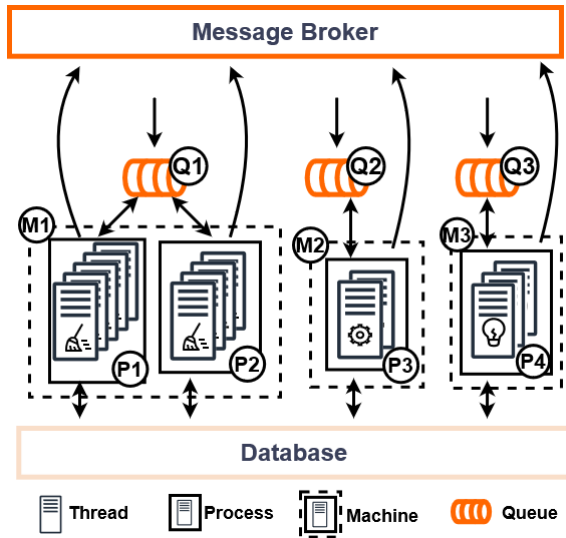 Message Broker
Q1
Q2
Q3
M1
M2
M3
P1
P2
P3
P4
Database
Thread
Process
Machine
Queue